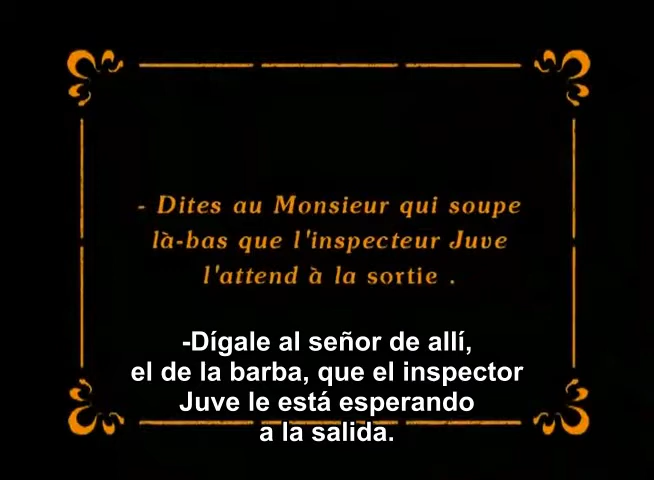 - Dites au Monsieur qui soupe
là-bas que l'inspecteur Juve
l'attend à la sortie .
-Dígale al señor de allí,
el de la barba, que el inspector
Juve le está esperando
a la salida.